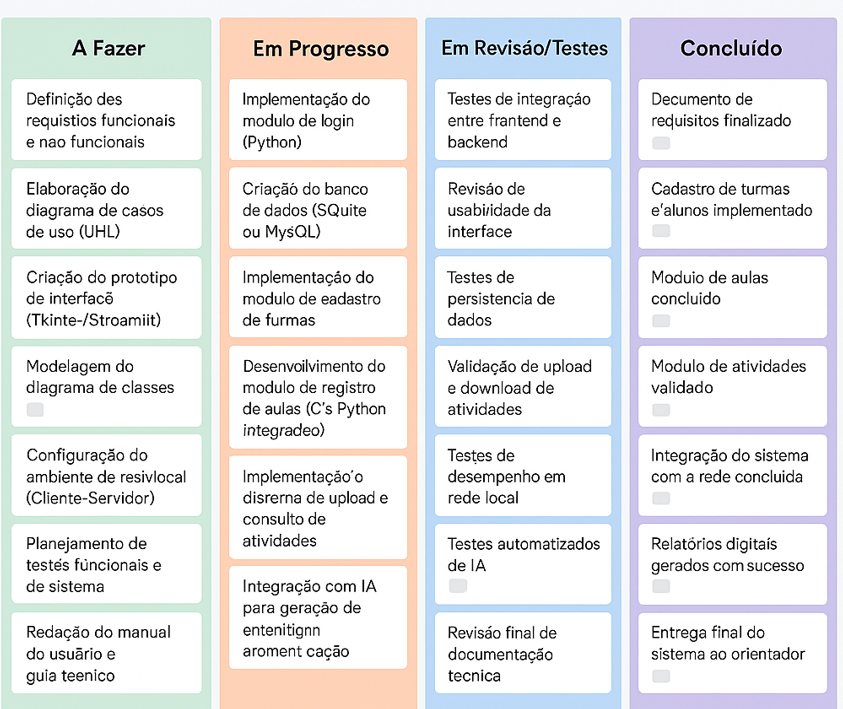 A Fazer
Definição des
requistios funcionais
e nao funcionais
Elaboração do
diagrama de casos
de uso (UHL)
Criação do prototipo
de interfacẽ
(Tkinte-/Stroamiit)
Modelagem do
diagrama de classes
Configuração do
ambiente de resivlocal
(Cliente-Servidor)
Planejamento de
testés funcionais e
de sistema
Redação do manual
do usuārio e
guia teenico
Em Progresso
Implementação do
modulo de login
(Python)
Criação do banco
de dados (SQuite
ou MysQL)
Implementação do
modulo de eadastro
de furmas
Desenvoilvimento do
modulo de registro
de aulas (C's Python
integradeo)
Implementação'o
disrerna de upload e
consulto de
atividades
Integração com IA
para geração de
entenitignn
aroment cação
Em Revisão/Testes
Testes de integração
entre frantend e
backend
Revisão de
usabiıidade da
interface
Testes de
persistencia de
dados
Validação de upload
e download de
atividades
Testes de
desempenho em
rede local
Testes automatizados
de IA
Revisão final de
documentação
tecnica
Concluído
Decumento de
requisitos finalizado
Cadastro de turmas
e'alunos implementado
Moduio de aulas
concluido
Modulo de atividades
validado
Integração do sistema
com a rede concluida
Relatórios digitaís
gerados com sucesso
Entrega final do
sistema ao orientador